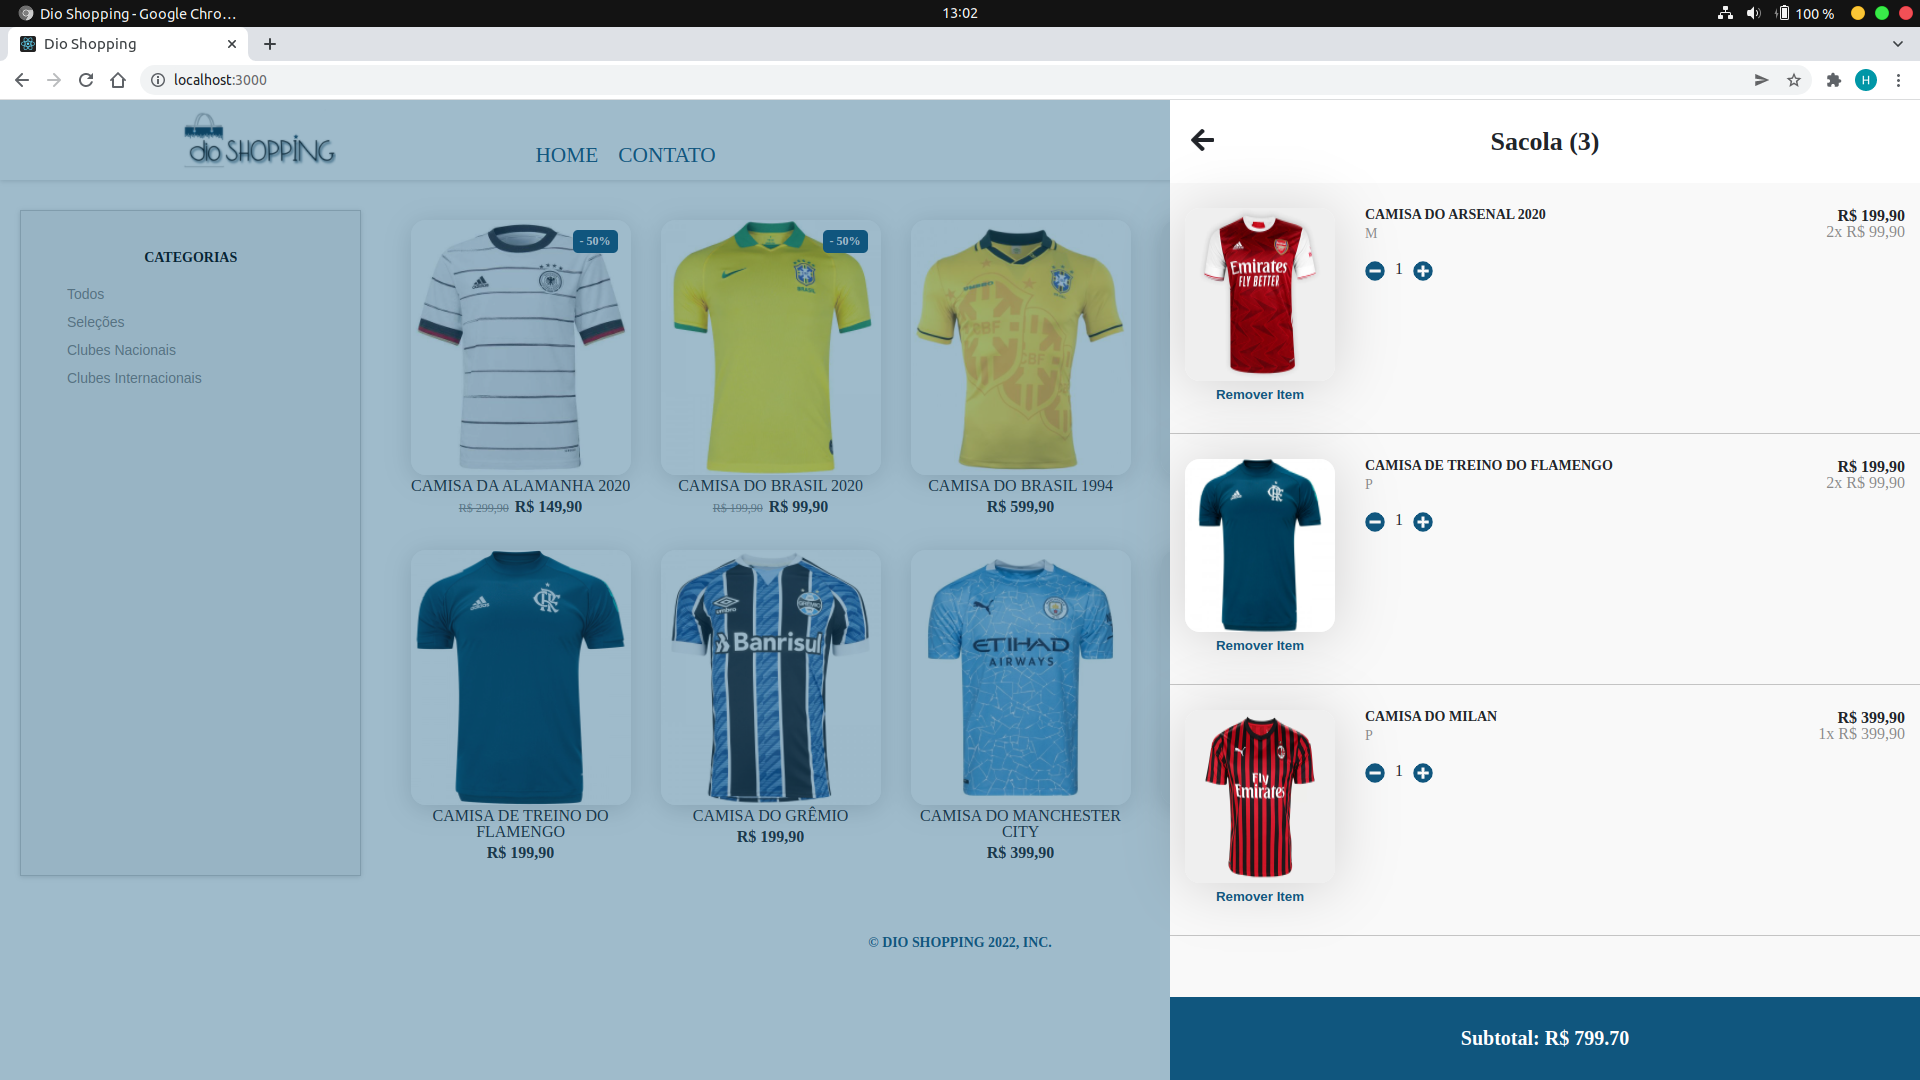 Dio Shopping - Google Chro…
13:02
100 %
Dio Shopping
localhost:3000
H
dio SHOPPING
HOME
CONTATO
CATEGORIAS
Todos
Seleções
Clubes Nacionais
Clubes Internacionais
- 50%
CAMISA DA ALAMANHA 2020
R$ 299,90 R$ 149,90
- 50%
BRASIL
CAMISA DO BRASIL 2020
R$ 199,90 R$ 99,90
CBF
CAMISA DO BRASIL 1994
R$ 599,90
CAMISA DE TREINO DO
FLAMENGO
R$ 199,90
umbro
Banrisul
CAMISA DO GRÊMIO
R$ 199,90
ETIHAD
AIRWAYS
CAMISA DO MANCHESTER
CITY
R$ 399,90
© DIO SHOPPING 2022, INC.
Sacola (3)
Emirates
FLY BETTER
Remover Item
CAMISA DO ARSENAL 2020
M
1
R$ 199,90
2x R$ 99,90
Remover Item
CAMISA DE TREINO DO FLAMENGO
P
1
R$ 199,90
2x R$ 99,90
Fly
Emirates
Remover Item
CAMISA DO MILAN
P
1
R$ 399,90
1x R$ 399,90
Subtotal: R$ 799.70